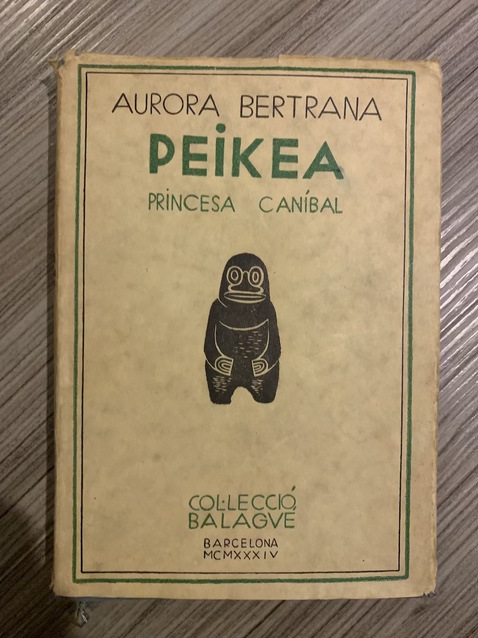 AURORA BERTRANA
PEIKEA
PRINCESA CANÍBAL
COL·LECCIÓ
BALAGUÉ
BARCELONA
MCMXXXIV